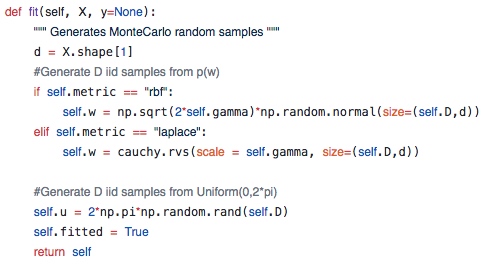 def fit(self, X, y=None):
    """ Generates MonteCarlo random samples """
    d = X.shape[1]
    #Generate D iid samples from p(w)
    if self.metric == "rbf":
        self.w = np.sqrt(2*self.gamma)*np.random.normal(size=(self.D,d))
    elif self.metric == "laplace":
        self.w = cauchy.rvs(scale = self.gamma, size=(self.D,d))
    #Generate D iid samples from Uniform(0,2*pi)
    self.u = 2*np.pi*np.random.rand(self.D)
    self.fitted = True
    return self